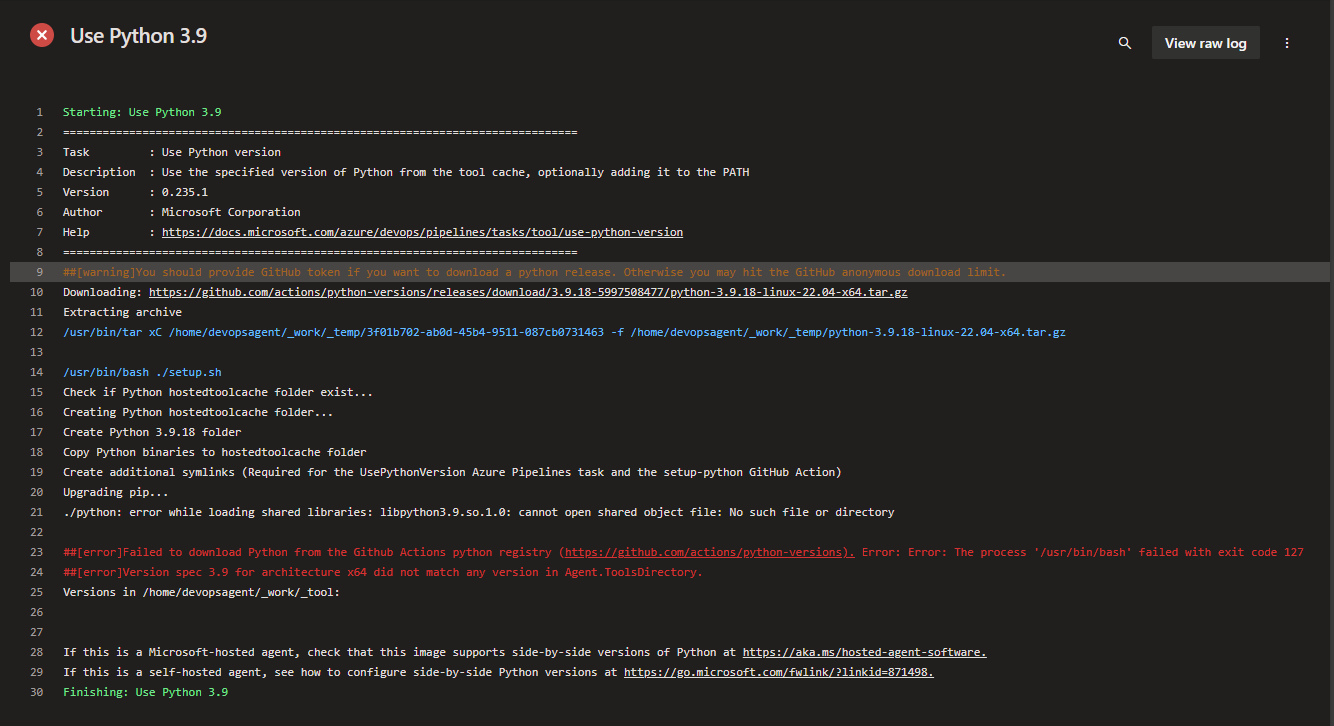 Use Python 3.9
View raw log
1 Starting: Use Python 3.9
2 ==============================================================================
3 Task         : Use Python version
4 Description  : Use the specified version of Python from the tool cache, optionally adding it to the PATH
5 Version      : 0.235.1
6 Author       : Microsoft Corporation
7 Help         : https://docs.microsoft.com/azure/devops/pipelines/tasks/tool/use-python-version
8 ==============================================================================
9 ##[warning]You should provide GitHub token if you want to download a python release. Otherwise you may hit the GitHub anonymous download limit.
10 Downloading: https://github.com/actions/python-versions/releases/download/3.9.18-5997508477/python-3.9.18-linux-22.04-x64.tar.gz
11 Extracting archive
12 /usr/bin/tar xC /home/devopsagent/_work/_temp/3f01b702-ab0d-45b4-9511-087cb0731463 -f /home/devopsagent/_work/_temp/python-3.9.18-linux-22.04-x64.tar.gz
13
14 /usr/bin/bash ./setup.sh
15 Check if Python hostedtoolcache folder exist...
16 Creating Python hostedtoolcache folder...
17 Create Python 3.9.18 folder
18 Copy Python binaries to hostedtoolcache folder
19 Create additional symlinks (Required for the UsePythonVersion Azure Pipelines task and the setup-python GitHub Action)
20 Upgrading pip...
21 ./python: error while loading shared libraries: libpython3.9.so.1.0: cannot open shared object file: No such file or directory
22
23 ##[error]Failed to download Python from the Github Actions python registry (https://github.com/actions/python-versions). Error: Error: The process '/usr/bin/bash' failed with exit code 127
24 ##[error]Version spec 3.9 for architecture x64 did not match any version in Agent.ToolsDirectory.
25 Versions in /home/devopsagent/_work/_tool:
26
27
28 If this is a Microsoft-hosted agent, check that this image supports side-by-side versions of Python at https://aka.ms/hosted-agent-software.
29 If this is a self-hosted agent, see how to configure side-by-side Python versions at https://go.microsoft.com/fwlink/?linkid=871498.
30 Finishing: Use Python 3.9